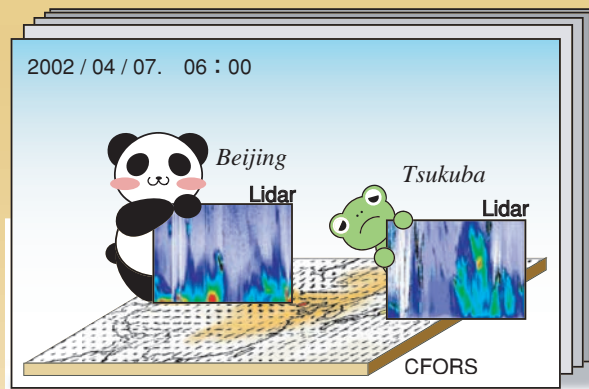 2002 / 04 / 07.   06：00
Beijing
Tsukuba
Lidar
Lidar
CFORS